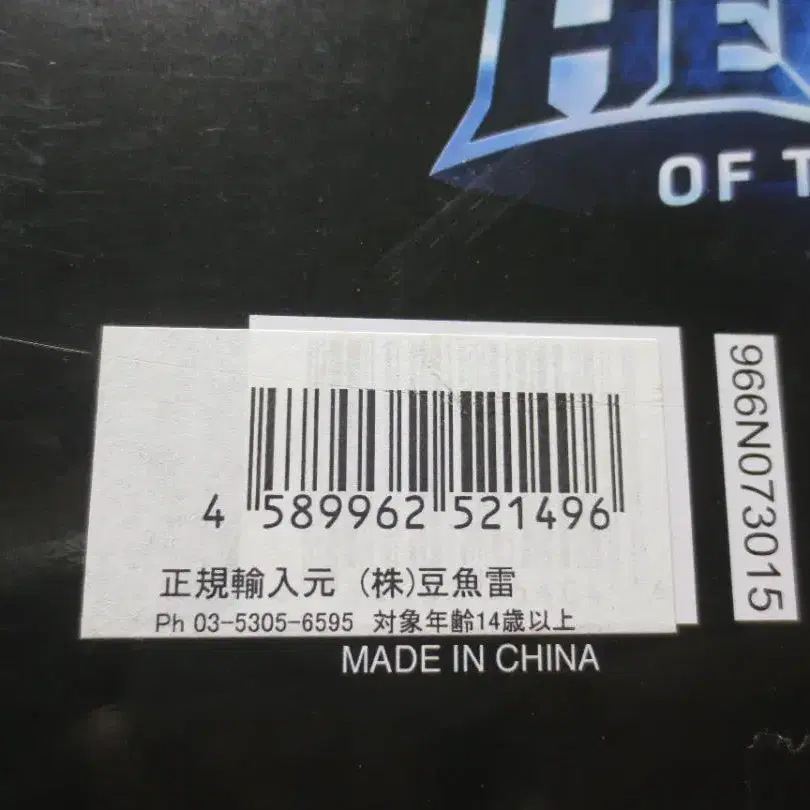 HE
OF T
4 589962 521496
正規輸入元 (株)豆魚雷
Ph 03-5305-6595 対象年齢14歳以上
MADE IN CHINA
966N073015